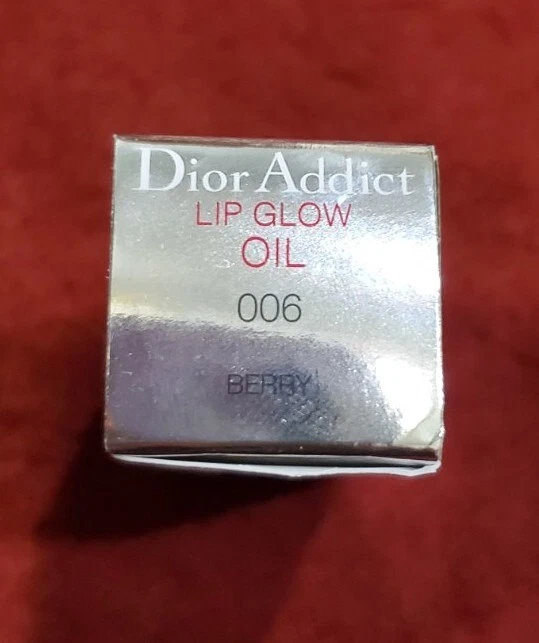 Dior Addict
LIP GLOW
OIL
006
BERRY